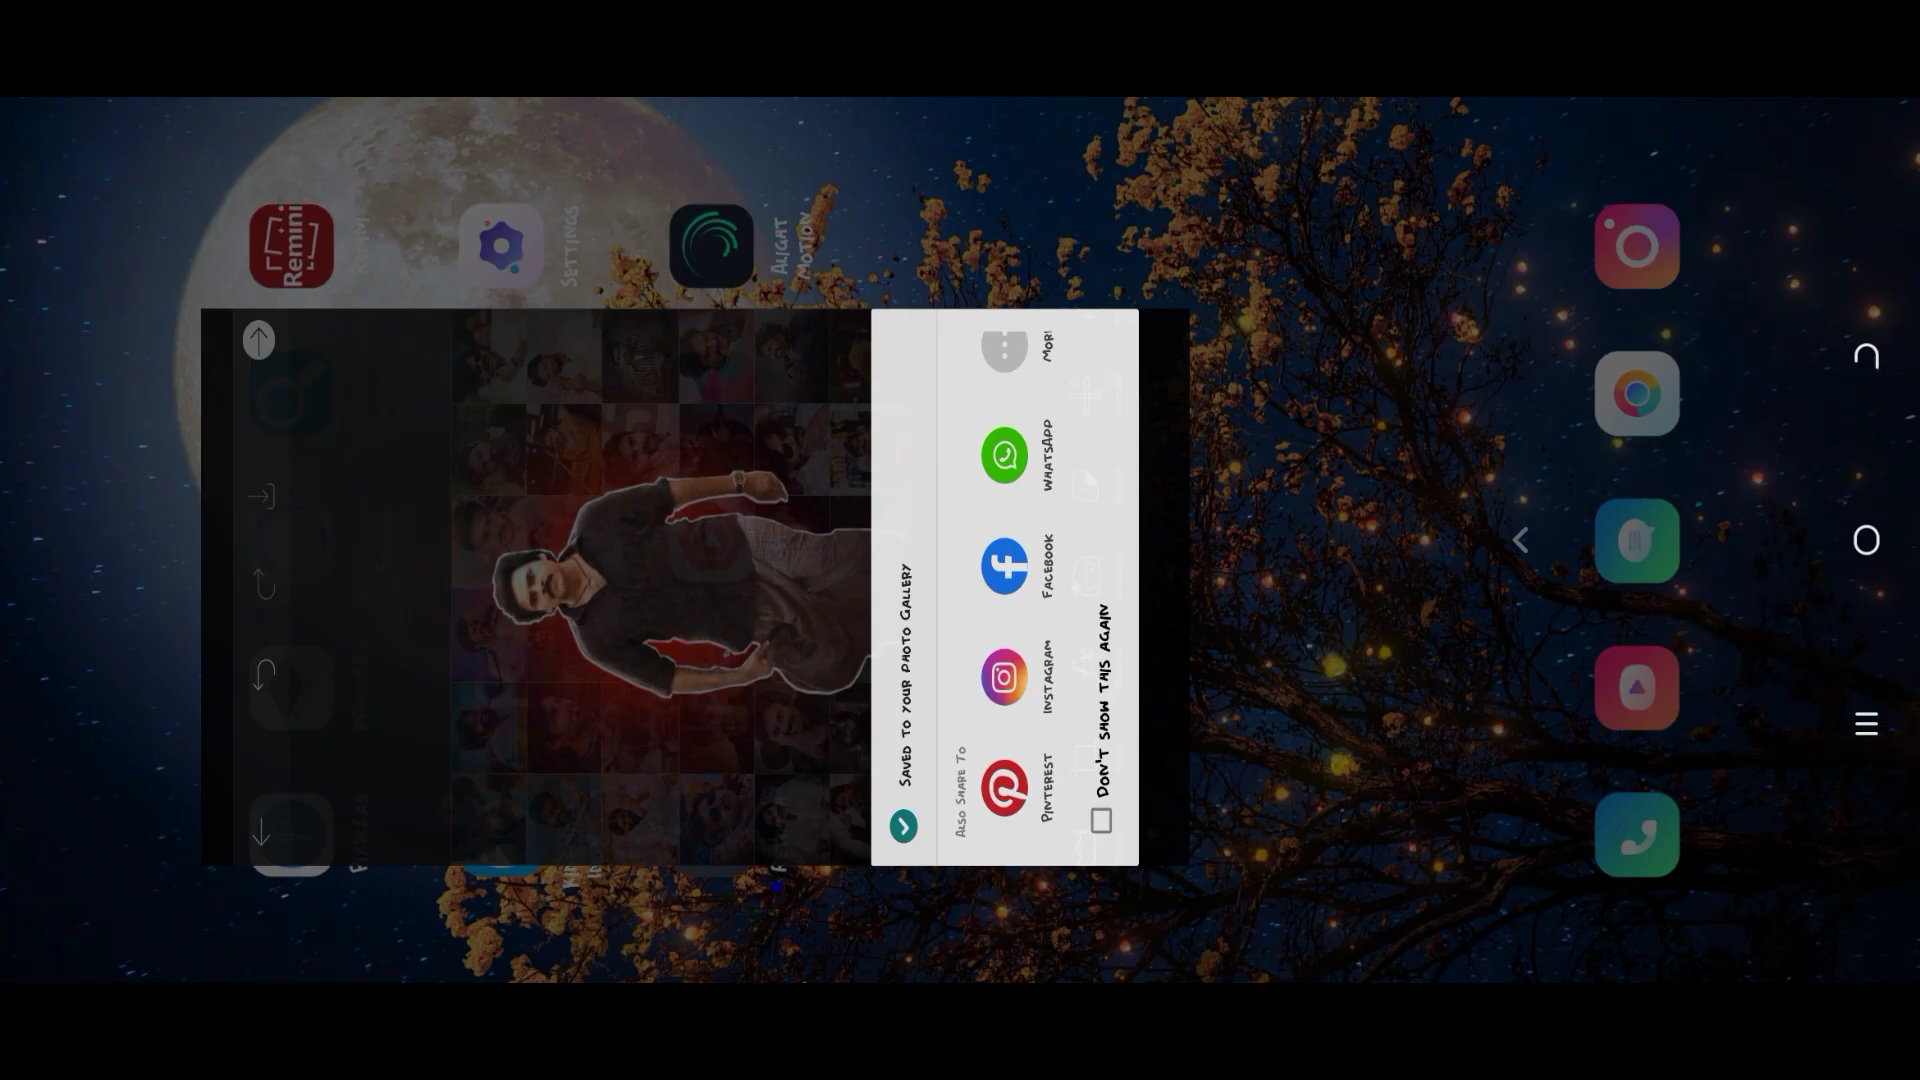 Remini
SETTINGS
ALIGHT
MOTION
SAVED TO YOUR PHOTO GALLERY
ALSO SHARE TO
PINTEREST
INSTAGRAM
FACEBOOK
WHATSAPP
DON'T SHOW THIS AGAIN